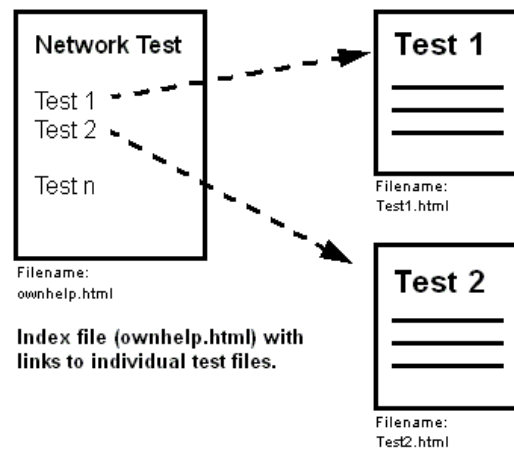 Network Test
Test 1
Test 2
Test n
Filename:
ownhelp.html
Index file (ownhelp.html) with
links to individual test files.
Test 1
Filename:
Test1.html
Test 2
Filename:
Test2.html